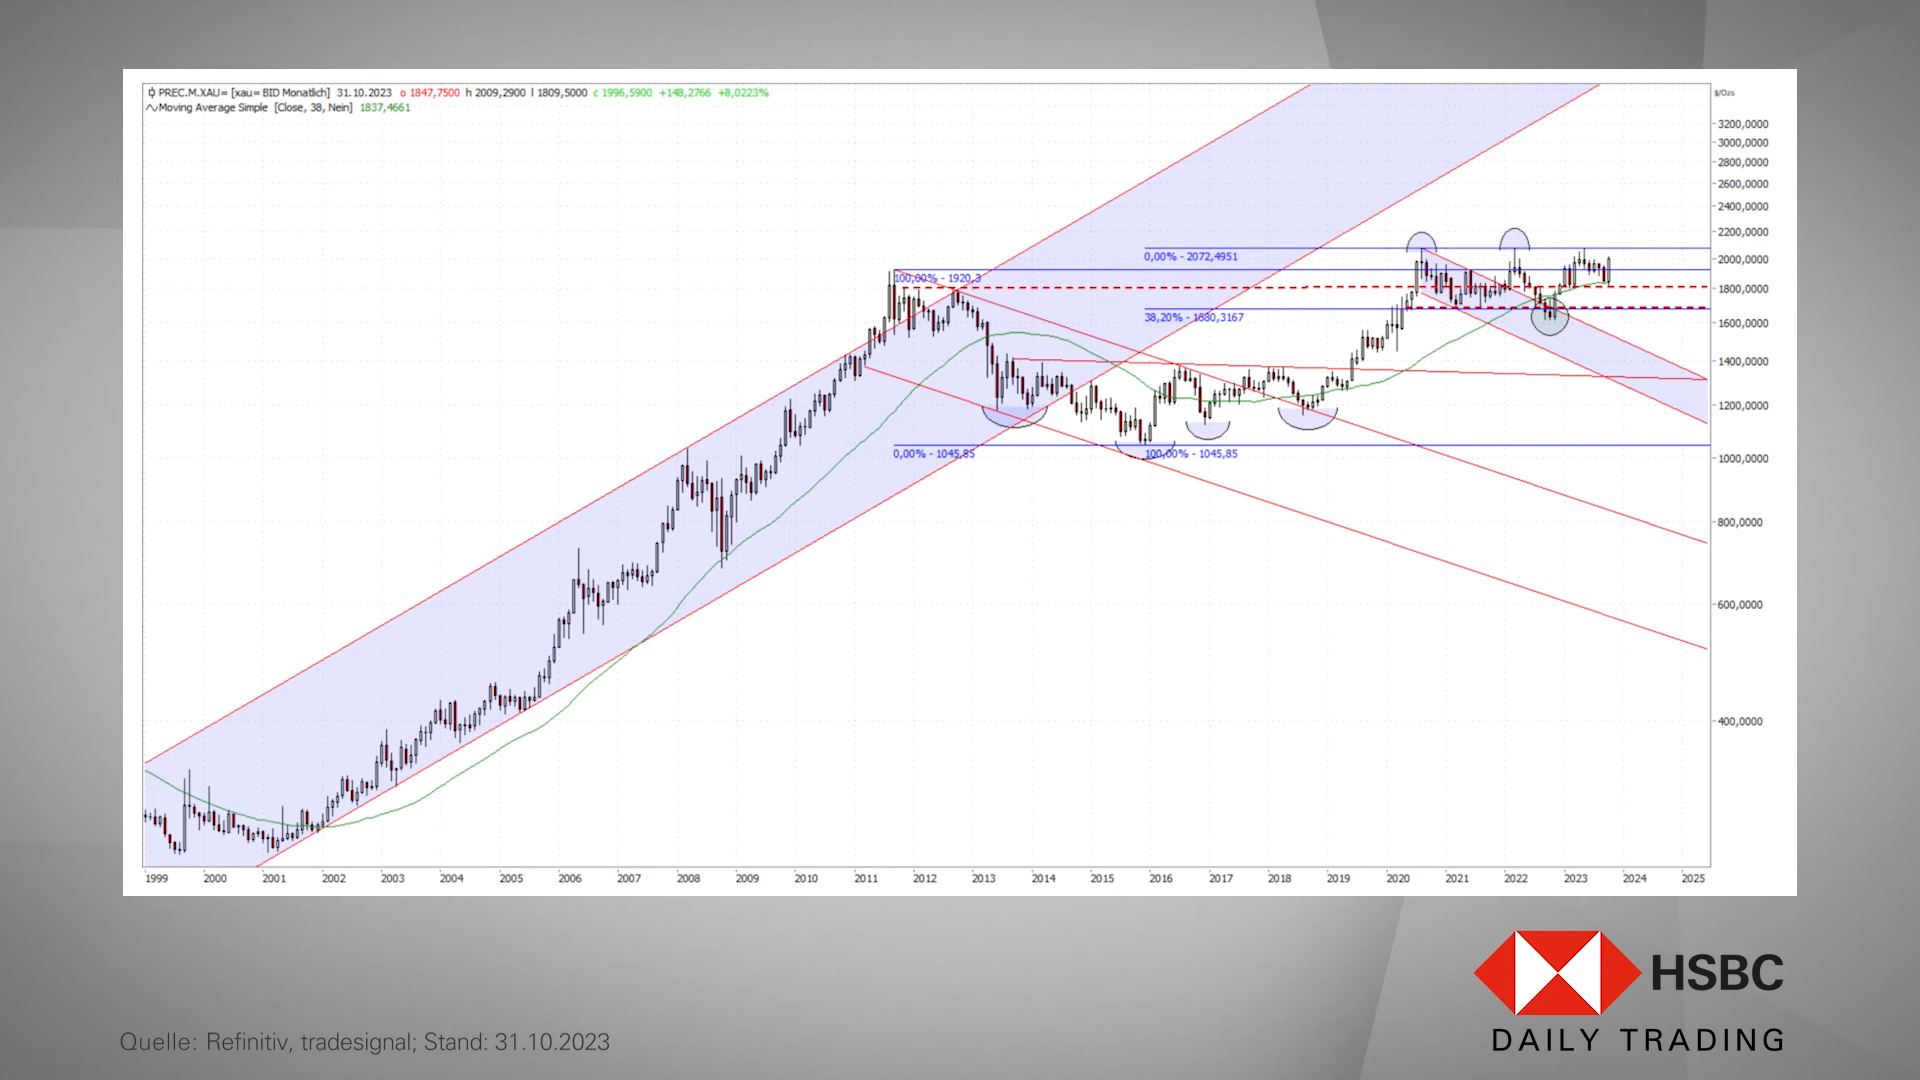 PREC.M.XAU= [xau= BID Monatlich] 31.10.2023 o 1847,7500 h 2009,2900 l 1809,5000 c 1996,5900 +148,2766 +8,0223%
Moving Average Simple [Close, 38, Nein] 1837,4661
$/Ozs
3200,0000
3000,0000
2800,0000
2600,0000
2400,0000
2200,0000
2000,0000
1800,0000
1600,0000
1400,0000
1200,0000
1000,0000
800,0000
600,0000
400,0000
0,00% - 2072,4951
100,00% - 1920,3
38,20% - 1680,3167
0,00% - 1045,85
100,00% - 1045,85
1999 2000 2001 2002 2003 2004 2005 2006 2007 2008 2009 2010 2011 2012 2013 2014 2015 2016 2017 2018 2019 2020 2021 2022 2023 2024 2025
HSBC
DAILY TRADING
Quelle: Refinitiv, tradesignal; Stand: 31.10.2023